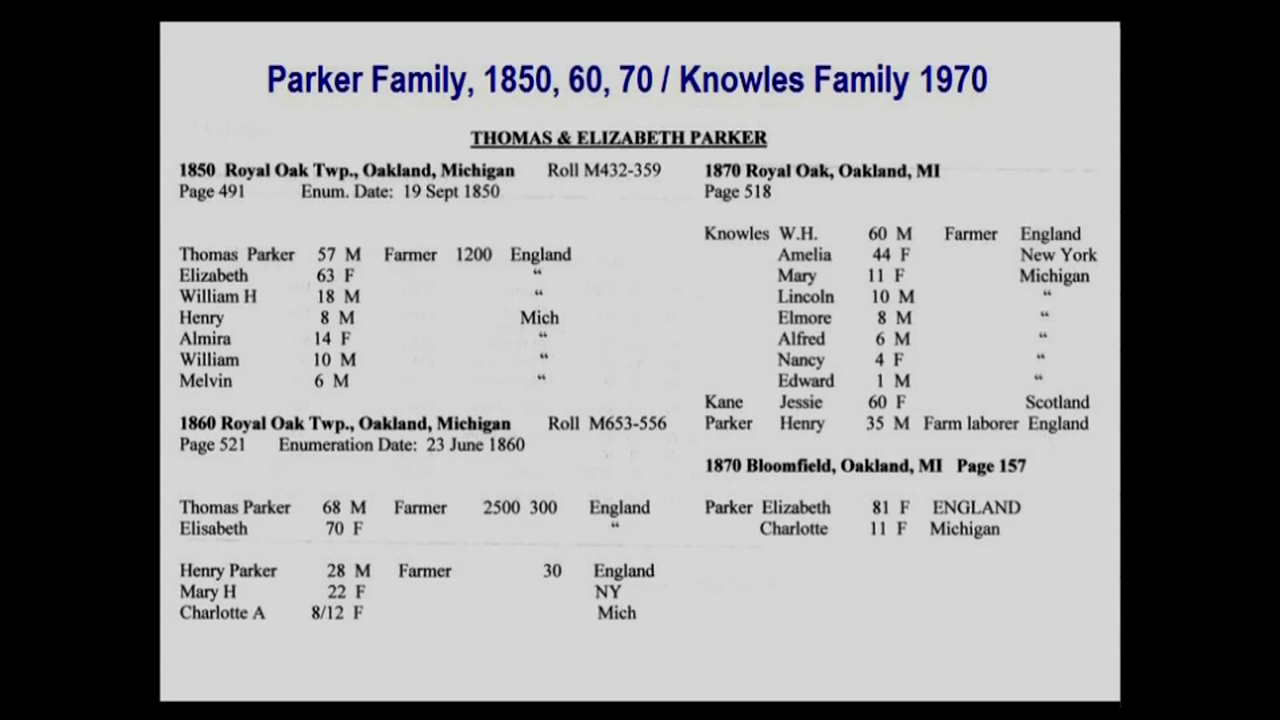 Parker Family, 1850, 60, 70 / Knowles Family 1970
THOMAS & ELIZABETH PARKER
1850 Royal Oak Twp., Oakland, Michigan Roll M432-359
Page 491 Enum. Date: 19 Sept 1850
Thomas Parker 57 M Farmer 1200 England
Elizabeth 63 F "
William H 18 M "
Henry 8 M Mich
Almira 14 F "
William 10 M "
Melvin 6 M "
1860 Royal Oak Twp., Oakland, Michigan Roll M653-556
Page 521 Enumeration Date: 23 June 1860
Thomas Parker 68 M Farmer 2500 300 England
Elisabeth 70 F "
Henry Parker 28 M Farmer 30 England
Mary H 22 F NY
Charlotte A 8/12 F Mich
1870 Royal Oak, Oakland, MI
Page 518
Knowles W.H. 60 M Farmer England
Amelia 44 F New York
Mary 11 F Michigan
Lincoln 10 M "
Elmore 8 M "
Alfred 6 M "
Nancy 4 F "
Edward 1 M "
Kane Jessie 60 F Scotland
Parker Henry 35 M Farm laborer England
1870 Bloomfield, Oakland, MI Page 157
Parker Elizabeth 81 F ENGLAND
Charlotte 11 F Michigan